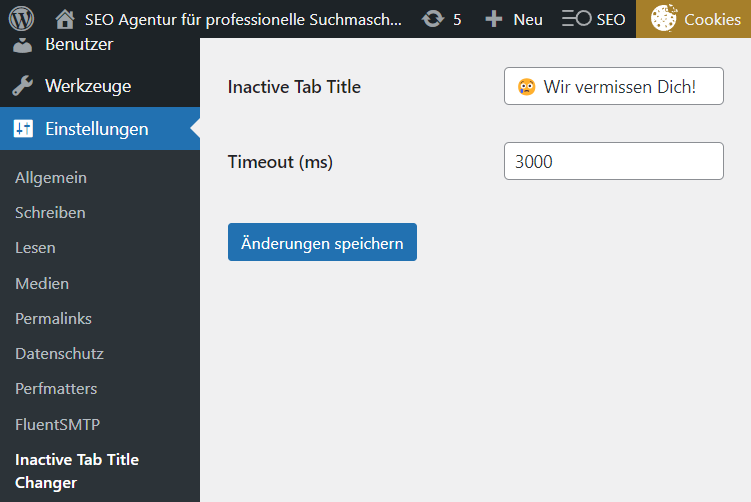 SEO Agentur für professionelle Suchmasch... 5 Neu SEO Cookies
Benutzer
Werkzeuge
Einstellungen
Allgemein
Schreiben
Lesen
Medien
Permalinks
Datenschutz
Perfmatters
FluentSMTP
Inactive Tab Title
Changer
Inactive Tab Title 😢 Wir vermissen Dich!
Timeout (ms) 3000
Änderungen speichern